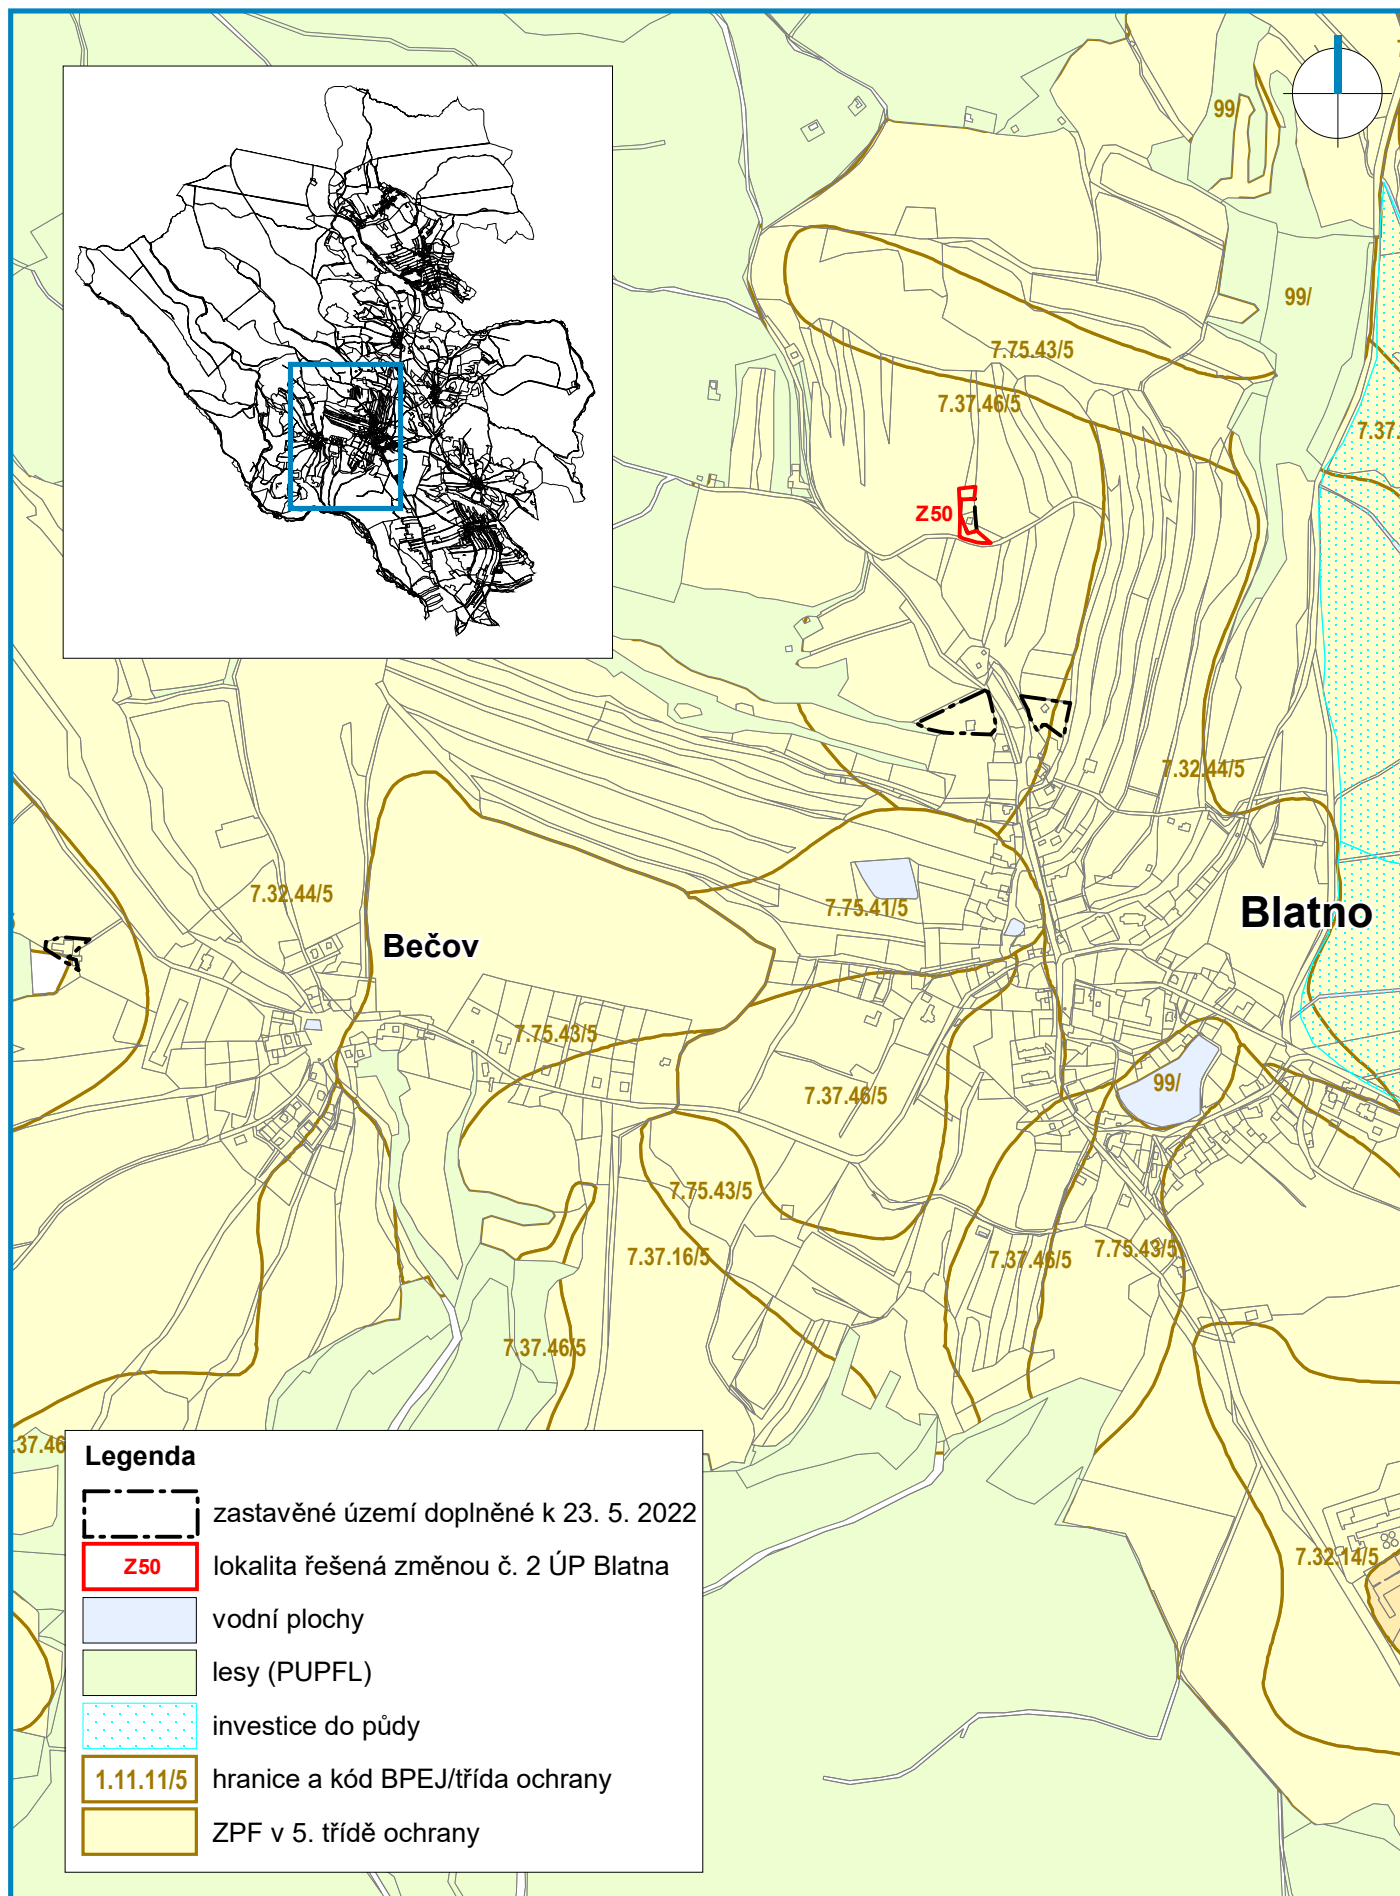 99
99/
7.75.43/5
7.37.46/5
7.37.
Z50
7.32.44/5
7.32.44/5
7.75.41/5
Blatno
Bečov
7.75.43/5
99/
7.37.46/5
7.75.43/5
7.37.16/5
7.37.46/5
7.75.43/5
7.37.46/5
.37.46
7.32.14/5
Legenda
zastavěné území doplněné k 23. 5. 2022
Z50 lokalita řešená změnou č. 2 ÚP Blatna
vodní plochy
lesy (PUPFL)
investice do půdy
1.11.11/5 hranice a kód BPEJ/třída ochrany
ZPF v 5. třídě ochrany